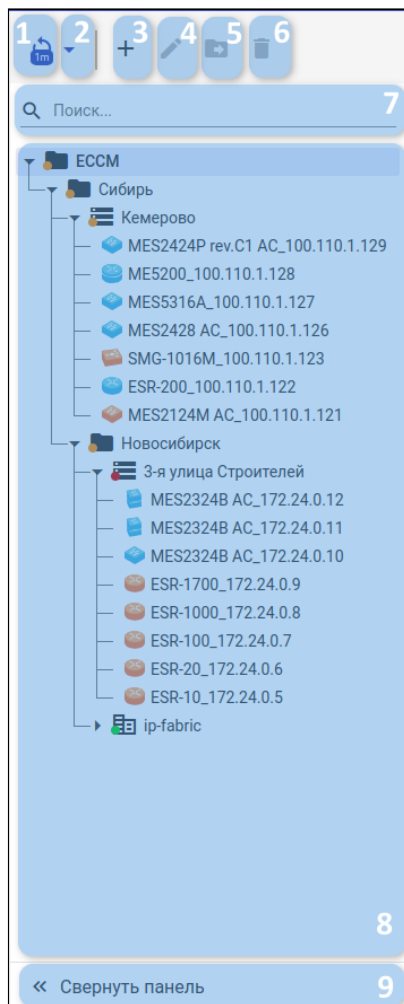 1 2 3 4 5 6
1m
Поиск... 7
ЕССМ
Сибирь
Кемерово
MES2424P rev.C1 AC_100.110.1.129
ME5200_100.110.1.128
MES5316A_100.110.1.127
MES2428 AC_100.110.1.126
SMG-1016M_100.110.1.123
ESR-200_100.110.1.122
MES2124M AC_100.110.1.121
Новосибирск
3-я улица Строителей
MES2324B AC_172.24.0.12
MES2324B AC_172.24.0.11
MES2324B AC_172.24.0.10
ESR-1700_172.24.0.9
ESR-1000_172.24.0.8
ESR-100_172.24.0.7
ESR-20_172.24.0.6
ESR-10_172.24.0.5
ip-fabric
8
« Свернуть панель 9